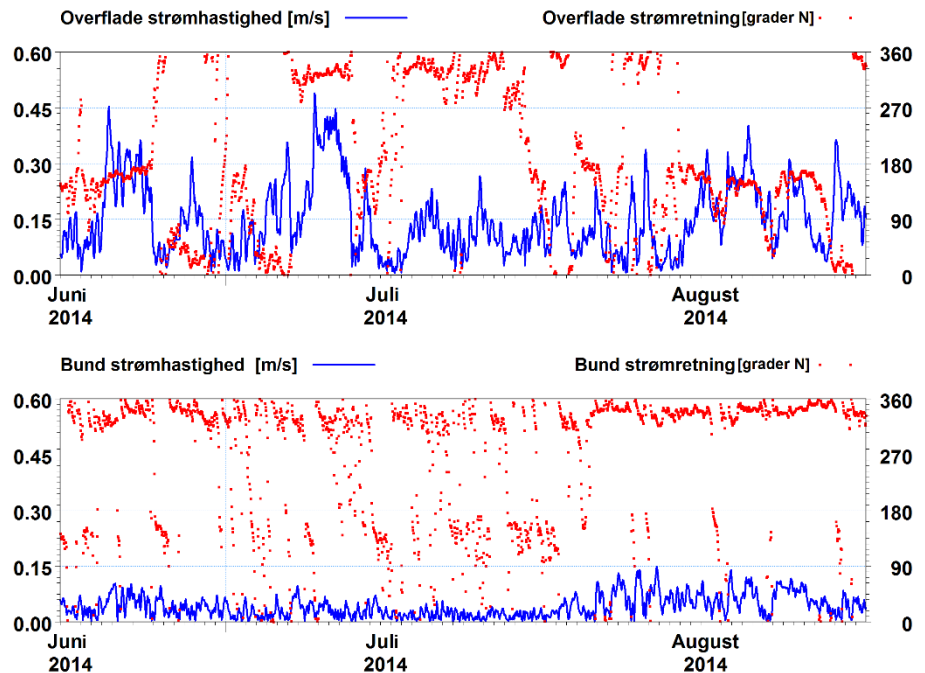 Overflade strømhastighed [m/s] Overflade strømretning[grader N]
0.60 360
0.45 270
0.30 180
0.15 90
0.00 0
Juni Juli August
2014 2014 2014
Bund strømhastighed [m/s] Bund strømretning[grader N]
0.60 360
0.45 270
0.30 180
0.15 90
0.00 0
Juni Juli August
2014 2014 2014